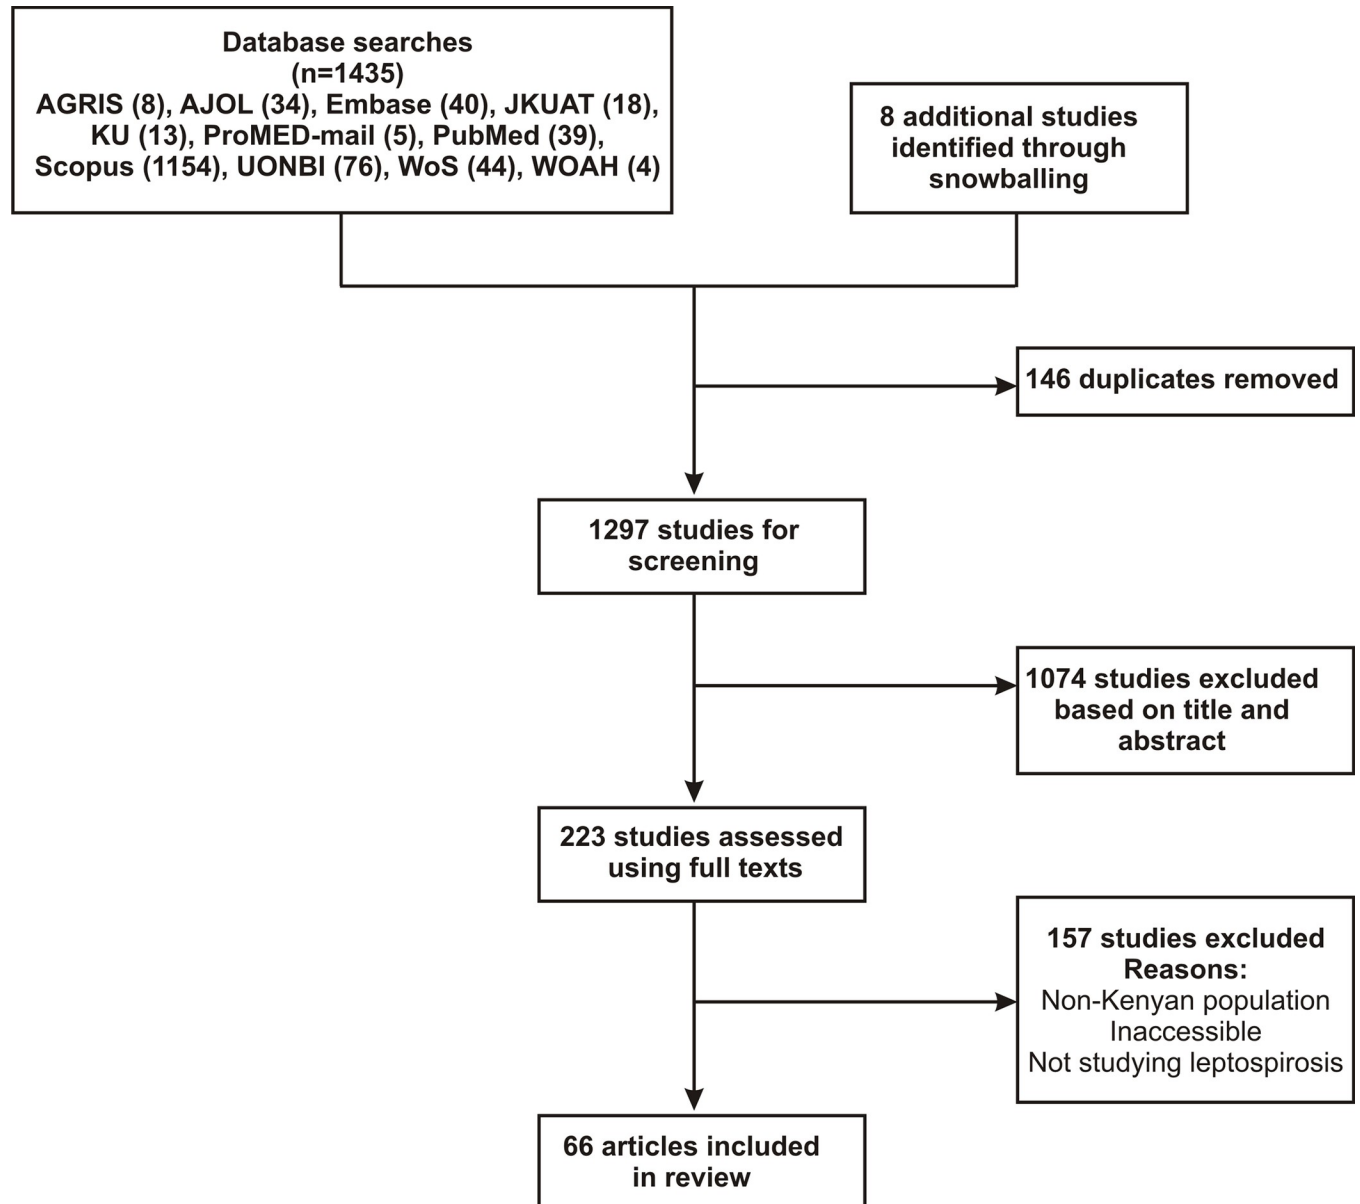 Database searches
(n=1435)
AGRIS (8), AJOL (34), Embase (40), JKUAT (18),
KU (13), ProMED-mail (5), PubMed (39),
Scopus (1154), UONBI (76), WoS (44), WOAH (4)
8 additional studies
identified through
snowballing
146 duplicates removed
1297 studies for
screening
1074 studies excluded
based on title and
abstract
223 studies assessed
using full texts
157 studies excluded
Reasons:
Non-Kenyan population
Inaccessible
Not studying leptospirosis
66 articles included
in review